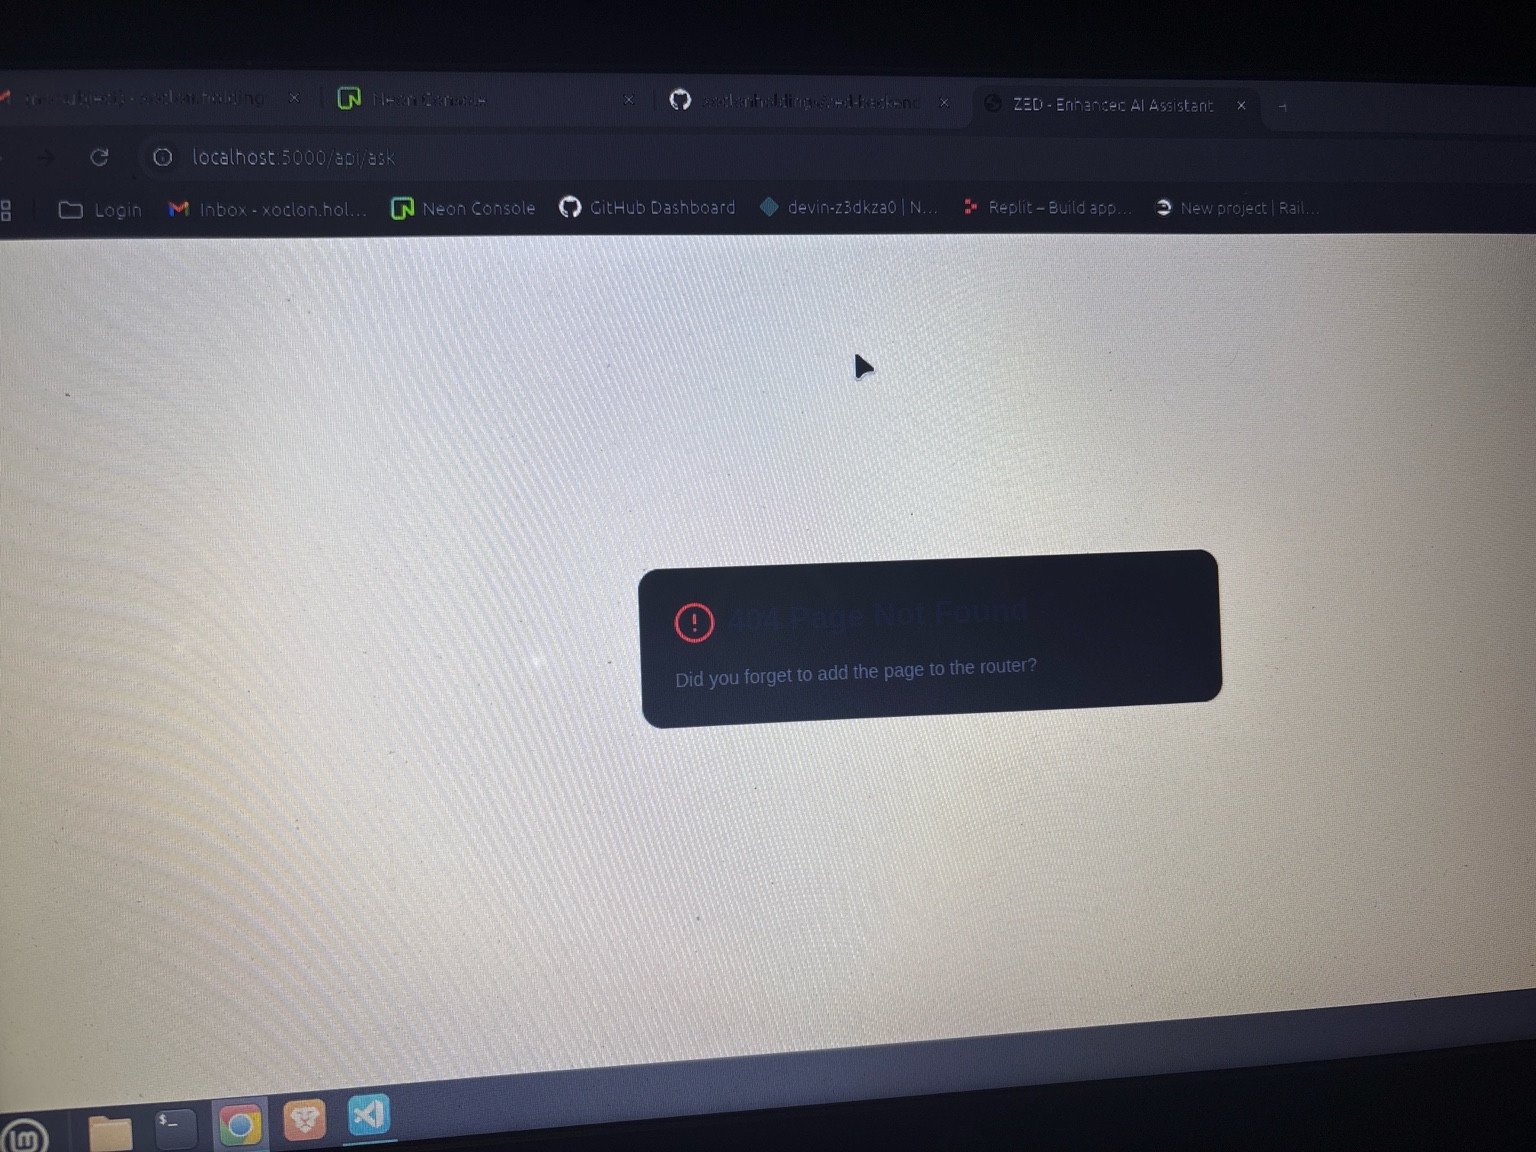 Neon Console
ZED - Enhanced AI Assistant
localhost:5000/api/ask
Login
Inbox - xoclon.hol...
Neon Console
GitHub Dashboard
devin-z3dkza0 | N...
Replit – Build app...
New project | Rail...
404 Page Not Found
Did you forget to add the page to the router?
$_